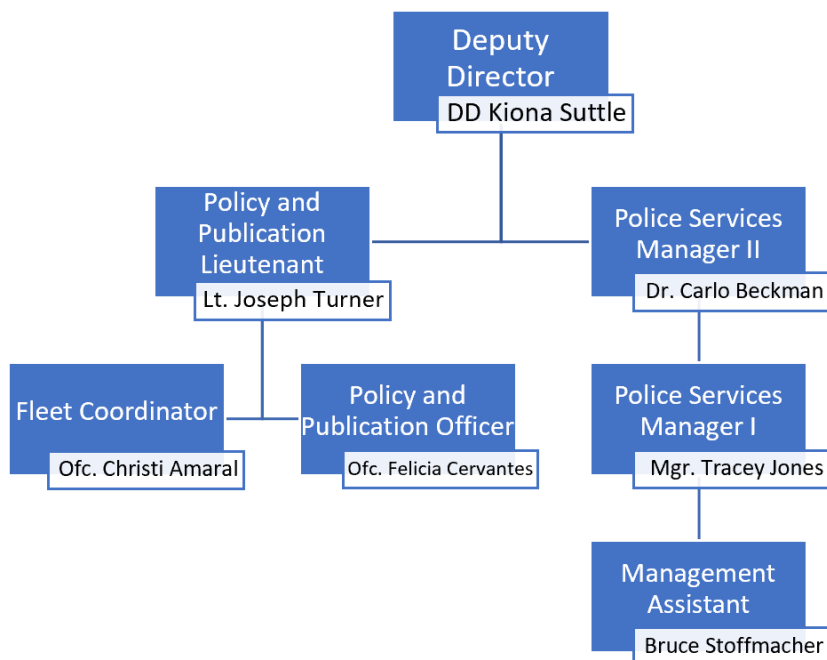 Deputy
Director
DD Kiona Suttle
Policy and
Publication
Lieutenant
Lt. Joseph Turner
Police Services
Manager II
Dr. Carlo Beckman
Fleet Coordinator
Ofc. Christi Amaral
Policy and
Publication Officer
Ofc. Felicia Cervantes
Police Services
Manager I
Mgr. Tracey Jones
Management
Assistant
Bruce Stoffmacher